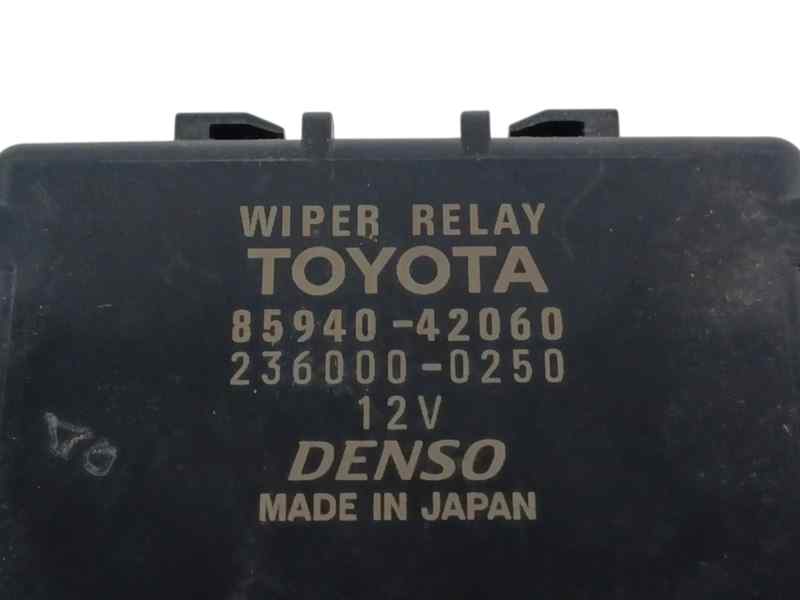 WIPER RELAY
TOYOTA
85940-42060
236000-0250
12V
DENSO
MADE IN JAPAN